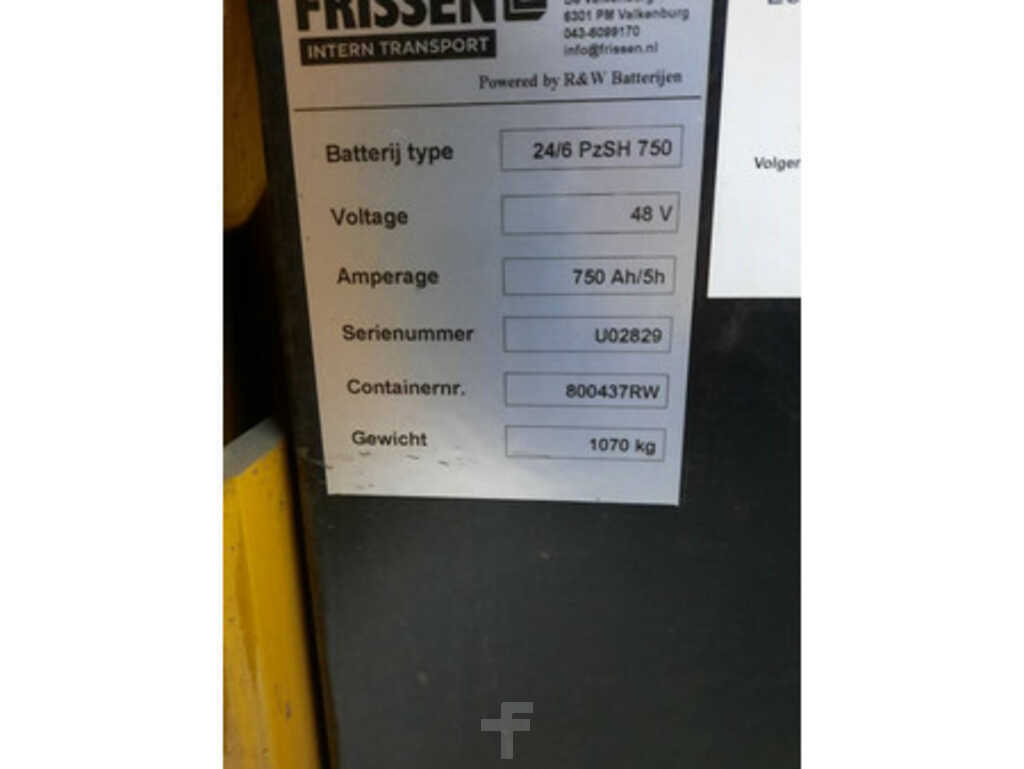 FRISSEN
6301 PM Valkenburg
043-6099170
INTERN TRANSPORT
info@frissen.nl
Powered by R&W Batterijen
Batterij type 24/6 PzSH 750
Voltage 48 V
Amperage 750 Ah/5h
Serienummer U02829
Containernr. 800437RW
Gewicht 1070 kg